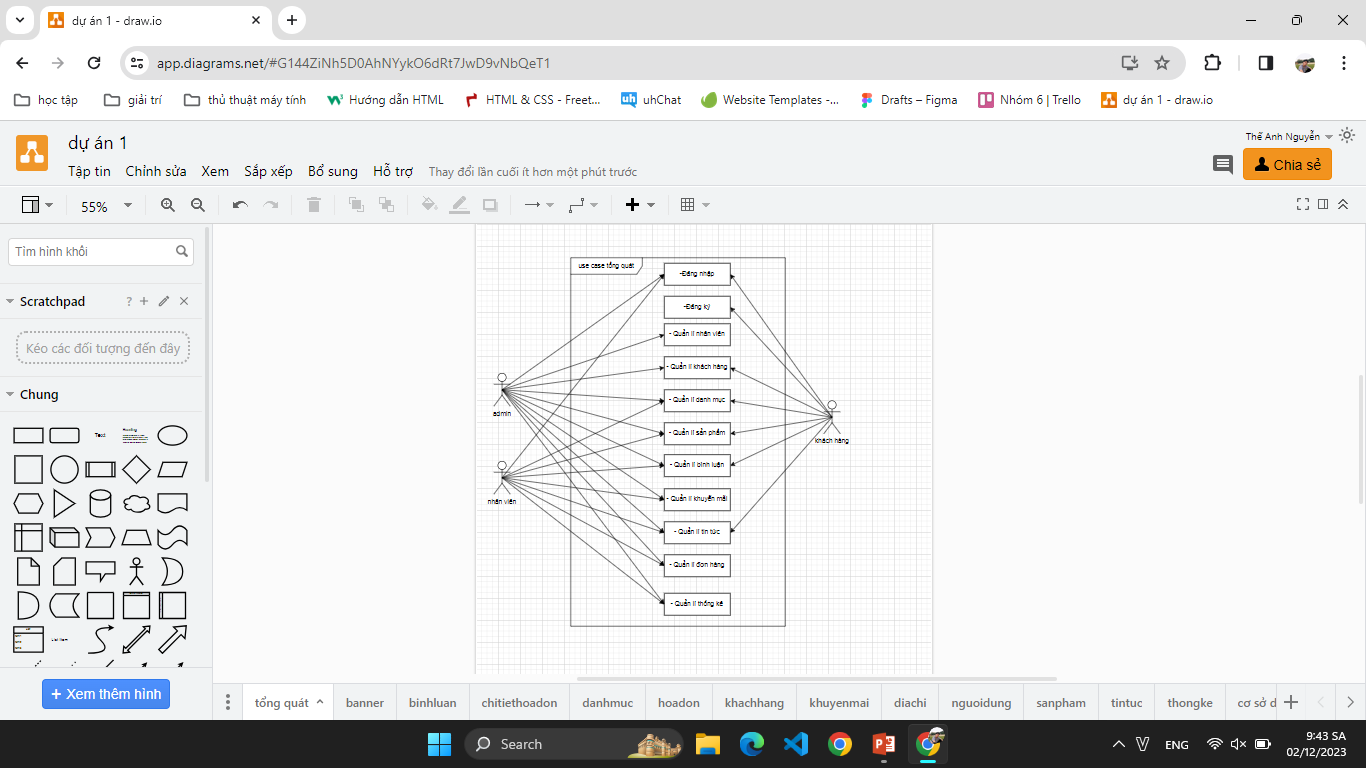 dự án 1 - draw.io
app.diagrams.net/#G144ZiNh5D0AhNYykO6dRt7JwD9vNbQeT1
học tập giải trí thủ thuật máy tính Hướng dẫn HTML HTML & CSS - Freet... uhChat Website Templates -... Drafts – Figma Nhóm 6 | Trello dự án 1 - draw.io
dự án 1
Thế Anh Nguyễn
Tập tin Chỉnh sửa Xem Sắp xếp Bổ sung Hỗ trợ Thay đổi lần cuối ít hơn một phút trước
Chia sẻ
55%
Tìm hình khối
Scratchpad
?
Kéo các đối tượng đến đây
Chung
Text
Heading
List Item
+ Xem thêm hình
use case tổng quát
-Đăng nhập
-Đăng ký
- Quản lí nhân viên
- Quản lí khách hàng
- Quản lí danh mục
- Quản lí sản phẩm
- Quản lí bình luận
- Quản lí khuyến mãi
- Quản lí tin tức
- Quản lí đơn hàng
- Quản lí thống kê
admin
nhân viên
khách hàng
tổng quát banner binhluan chitiethoadon danhmuc hoadon khachhang khuyenmai diachi nguoidung sanpham tintuc thongke cơ sở d
Search
ENG
9:43 SA
02/12/2023